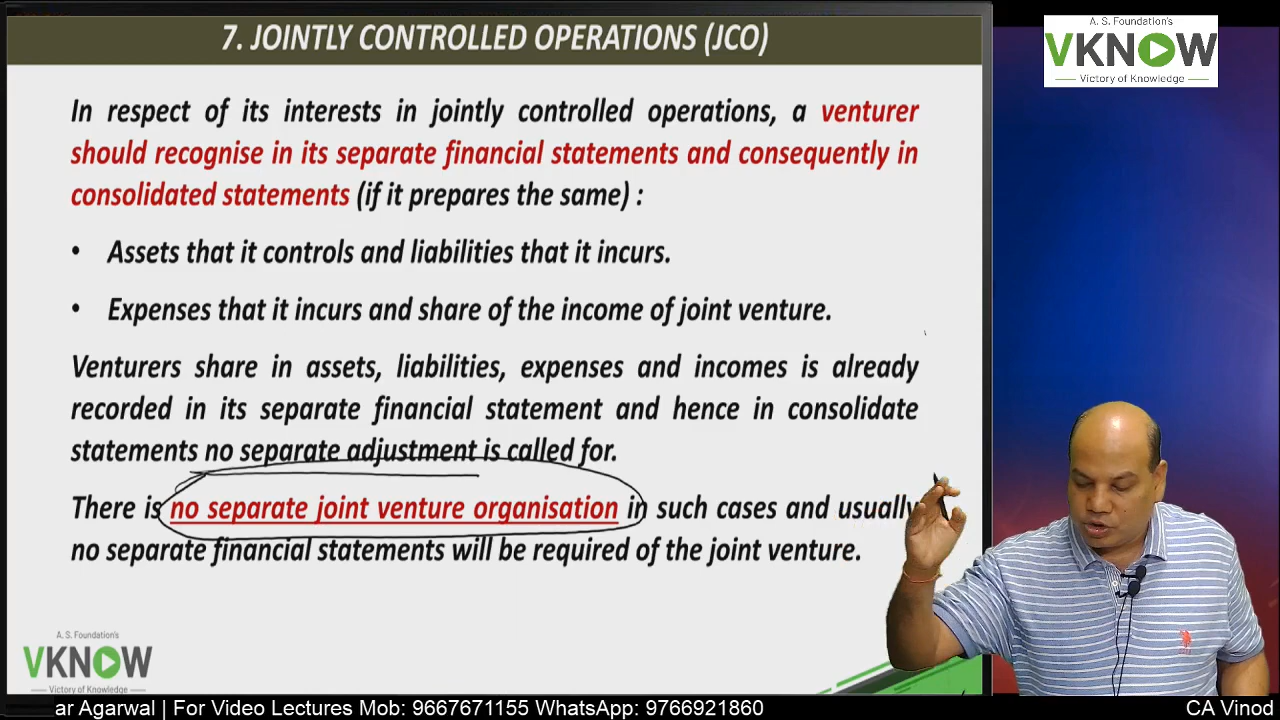 7. JOINTLY CONTROLLED OPERATIONS (JCO)
A. S. Foundation's
VKNOW
Victory of Knowledge
In respect of its interests in jointly controlled operations, a venturer
should recognise in its separate financial statements and consequently in
consolidated statements (if it prepares the same) :
• Assets that it controls and liabilities that it incurs.
• Expenses that it incurs and share of the income of joint venture.
Venturers share in assets, liabilities, expenses and incomes is already
recorded in its separate financial statement and hence in consolidate
statements no separate adjustment is called for.
There is no separate joint venture organisation in such cases and usually
no separate financial statements will be required of the joint venture.
A. S. Foundation's
VKNOW
Victory of Knowledge
ar Agarwal | For Video Lectures Mob: 9667671155 WhatsApp: 9766921860
CA Vinod